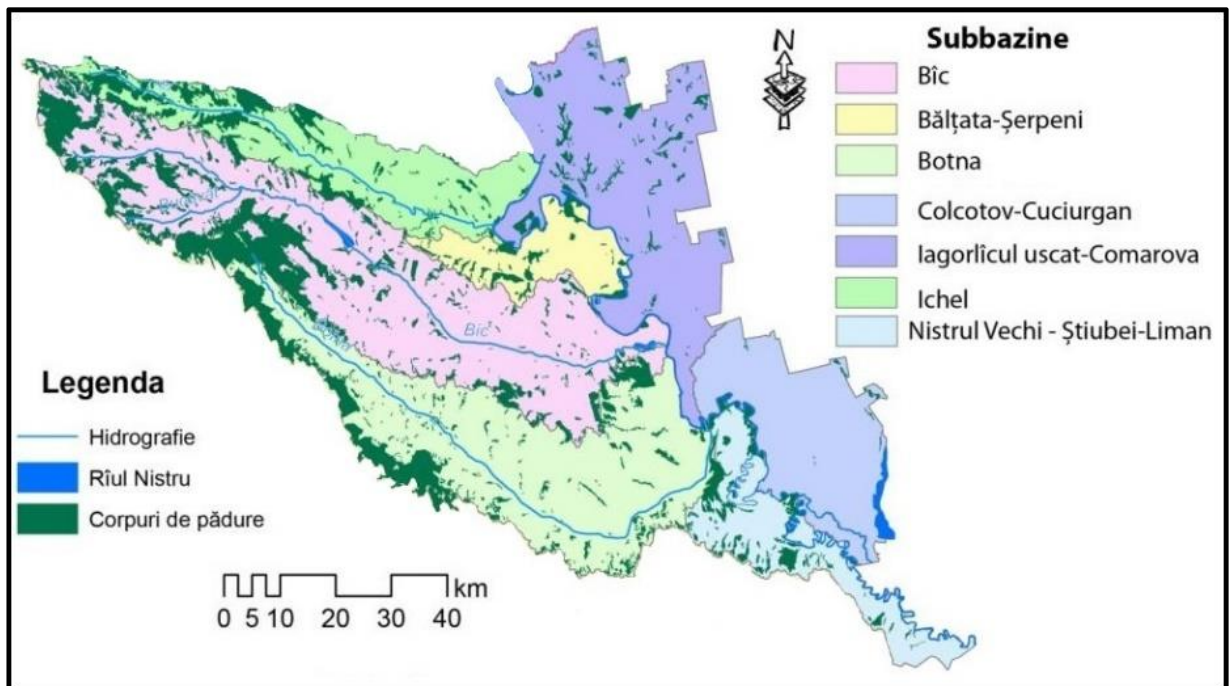 N
Subbazine
Bîc
Bălțata-Șerpeni
Botna
Colcotov-Cuciurgan
Iagorlîcul uscat-Comarova
Ichel
Nistrul Vechi - Știubei-Liman
Bîc
Legenda
Hidrografie
Rîul Nistru
Corpuri de pădure
km
0 5 10 20 30 40